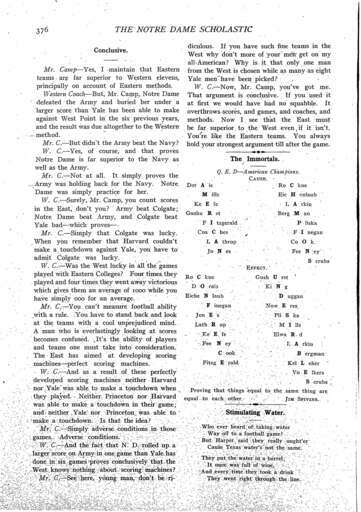 376
THE NOTRE DAME SCHOLASTIC
Conclusive.
Mr. Camp—Yes, I maintain that Eastern
teams are far superior to Western elevens,
principally on account of Eastern methods.
Western Coach—But, Mr. Camp, Notre Dame
defeated the Army and buried her under a
larger score than Yale has been able to make
against West Point in the six previous years,
and the result was due altogether to the Western
method.
Mr. C.—But didn't the Army beat the Navy?
W. C.—Yes, of course, and that proves
Notre Dame is far superior to the Navy as
well as the Army.
Mr. C.—Not at all. It simply proves the
Army was holding back for the Navy. Notre
Dame was simply practice for her.
W. C.—Surely, Mr. Camp, you count scores
in the East, don't you? Army beat Colgate;
Notre Dame beat Army, and Colgate beat
Yale bad—which proves—
Mr. C.—Simply that Colgate was lucky.
When you remember that Harvard couldn't
make a touchdown against Yale, you have to
admit Colgate was lucky.
W. C.—Was the West lucky in all the games
played with Eastern Colleges? Four times they
played and four times they went away victorious
which gives them an average of 1000 while you
have simply 000 for an average.
Mr. C.—You can't measure football ability
with a rule. You have to stand back and look
at the teams with a cool unprejudiced mind.
A man who is everlastingly looking at scores
becomes confused. It's the ability of players
and teams one must take into consideration.
The East has aimed at developing scoring
machines—perfect scoring machines.
W. C.—And as a result of these perfectly
developed scoring machines neither Harvard
nor Yale was able to make a touchdown when
they played. Neither Princeton nor Harvard
was able to make a touchdown in their game,
and neither Yale nor Princeton was able to
make a touchdown. Is that the idea?
Mr. C.—Simply adverse conditions in those
games. Adverse conditions.
W. C.—And the fact that N. D. rolled up a
larger score on Army in one game than Yale has
done in six games proves conclusively that the
West knows nothing about scoring machines?
Mr. C.—See here, young man, don't be ri-
diculous. If you have such fine teams in the
West why don't more of your men get on my
all-American? Why is it that only one man
from the West is chosen while as many as eight
Yale men have been picked?
W. C.—Now, Mr. Camp, you've got me.
That argument is conclusive. If you used it
at first we would have had no squabble. It
overthrows scores, and games, and coaches, and
methods. Now I see that the East must
be far superior to the West even if it isn't.
You're like the Eastern teams. You always
hold your strongest argument till after the game.
The Immortals.
Q. E. D—American Champions.
CAUSE.
Dor A is Ro C kne
M ills Eic H enlaub
Ke E fe L A rkin
Gushu R st Berg M an
F I tzgerald P liska
Con C hes F I negan
L A throp Co O k
Jo N es Fee N ey
S crubs
EFFECT.
Ro C kne Gush U rst
D O rais Ki N g
Eiche N laub D uggan
F inegan Now E rs
Jon E s Pli S ka
Lath R op M I lls
Ke E fe Elwa R d
Fee N ey L A rkin
C ook B ergman
Fitzg E rald Kel L eher
Vo E lkers
S crubs
Proving that things equal to the same thing are
equal to each other.
Stimulating Water.
Who ever heard of taking water
Way off to a football game?
But Harper said they really ought'er
Cause Texas water's not the same.
They put the water in a barrel,
It must was full of wine,
And every time they took a drink
They went right through the line.